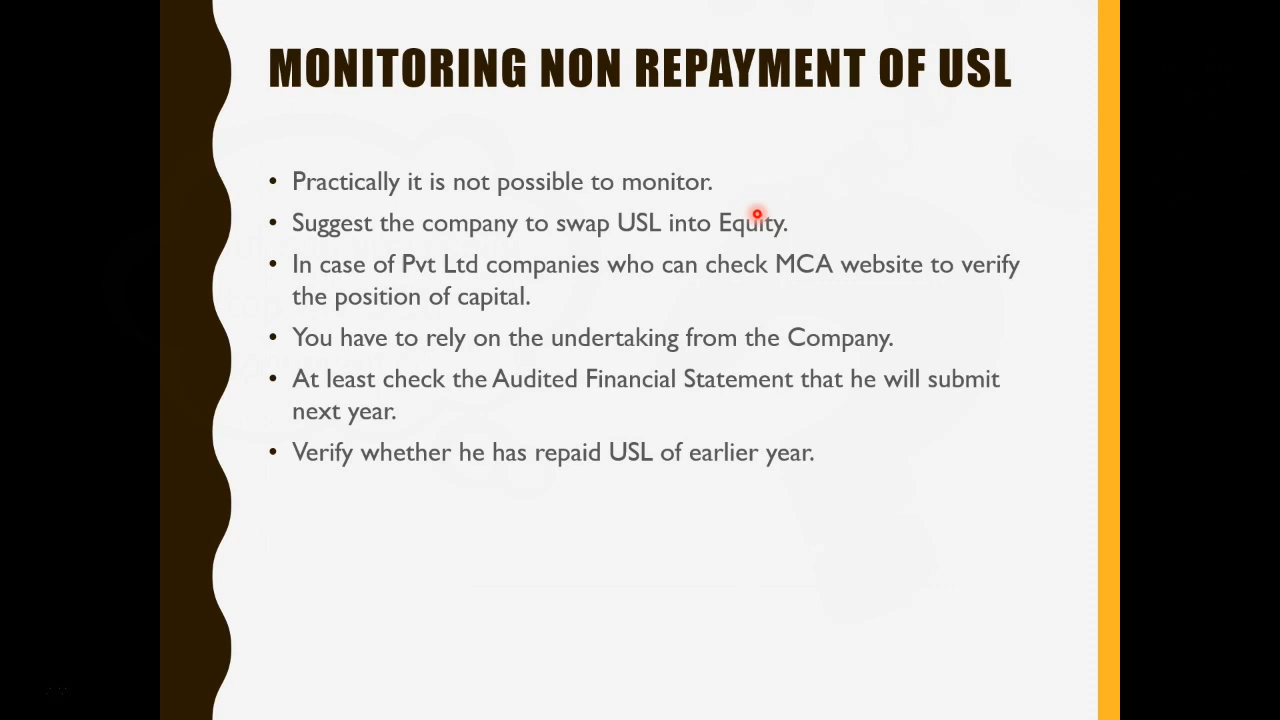 MONITORING NON REPAYMENT OF USL
• Practically it is not possible to monitor.
• Suggest the company to swap USL into Equity.
• In case of Pvt Ltd companies who can check MCA website to verify
the position of capital.
• You have to rely on the undertaking from the Company.
• At least check the Audited Financial Statement that he will submit
next year.
• Verify whether he has repaid USL of earlier year.